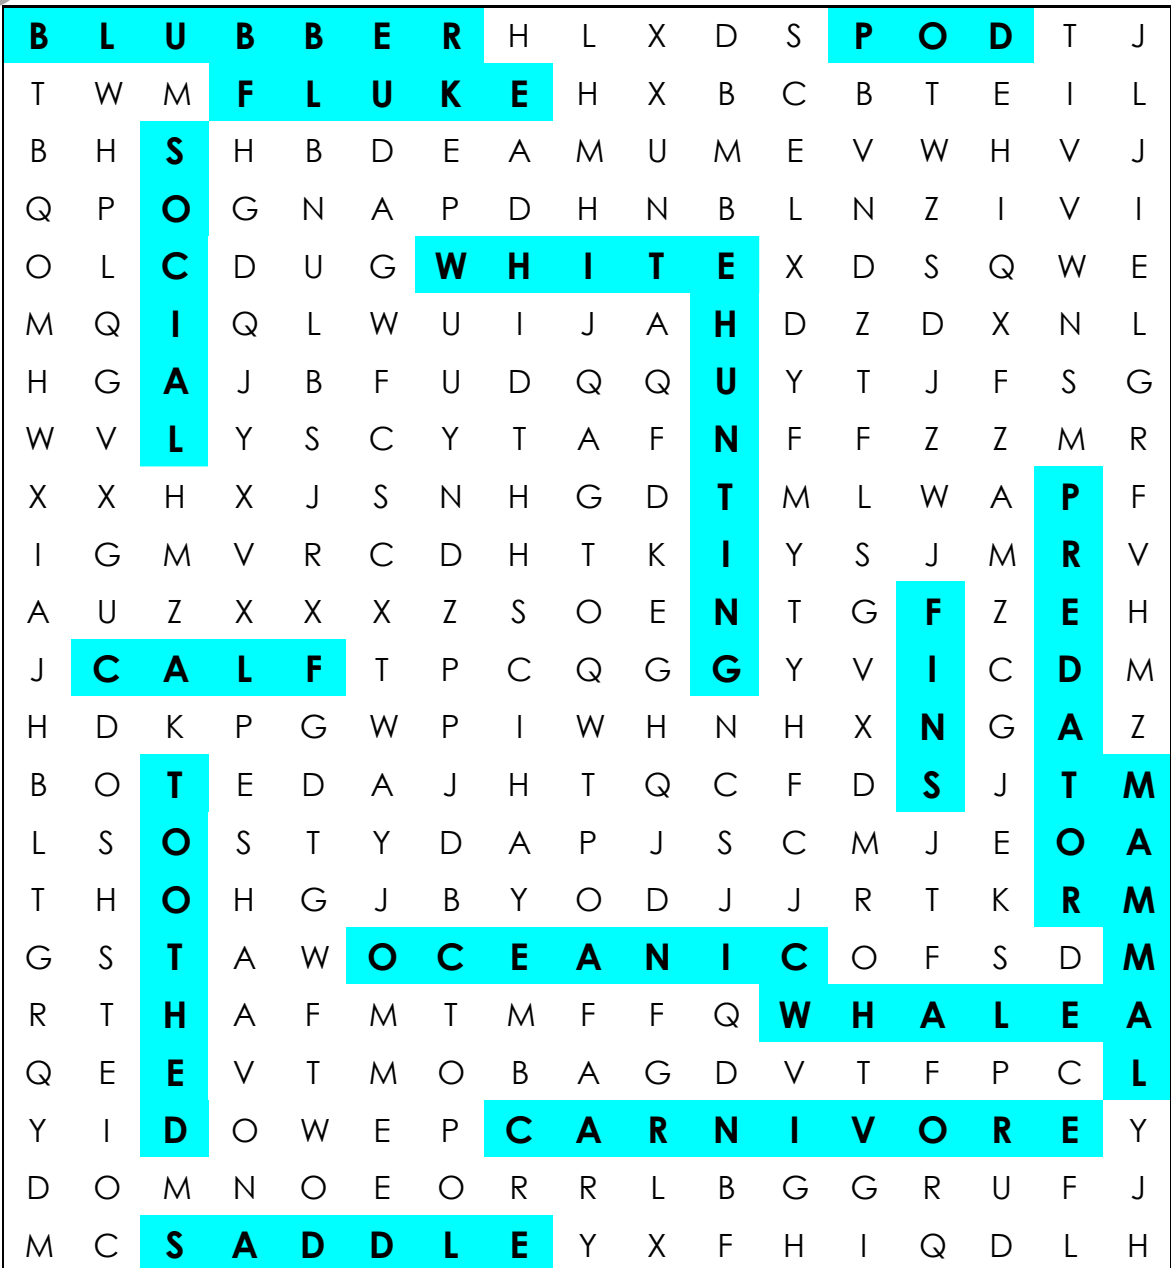 B L U B B E R H L X D S P O D T J
T W M F L U K E H X B C B T E I L
B H S H B D E A M U M E V W H V J
Q P O G N A P D H N B L N Z I V I
O L C D U G W H I T E X D S Q W E
M Q I Q L W U I J A H D Z D X N L
H G A J B F U D Q Q U Y T J F S G
W V L Y S C Y T A F N F F Z Z M R
X X H X J S N H G D T M L W A P F
I G M V R C D H T K I Y S J M R V
A U Z X X X Z S O E N T G F Z E H
J C A L F T P C Q G G Y V I C D M
H D K P G W P I W H N H X N G A Z
B O T E D A J H T Q C F D S J T M
L S O S T Y D A P J S C M J E O A
T H O H G J B Y O D J J R T K R M
G S T A W O C E A N I C O F S D M
R T H A F M T M F F Q W H A L E A
Q E E V T M O B A G D V T F P C L
Y I D O W E P C A R N I V O R E Y
D O M N O E O R R L B G G R U F J
M C S A D D L E Y X F H I Q D L H